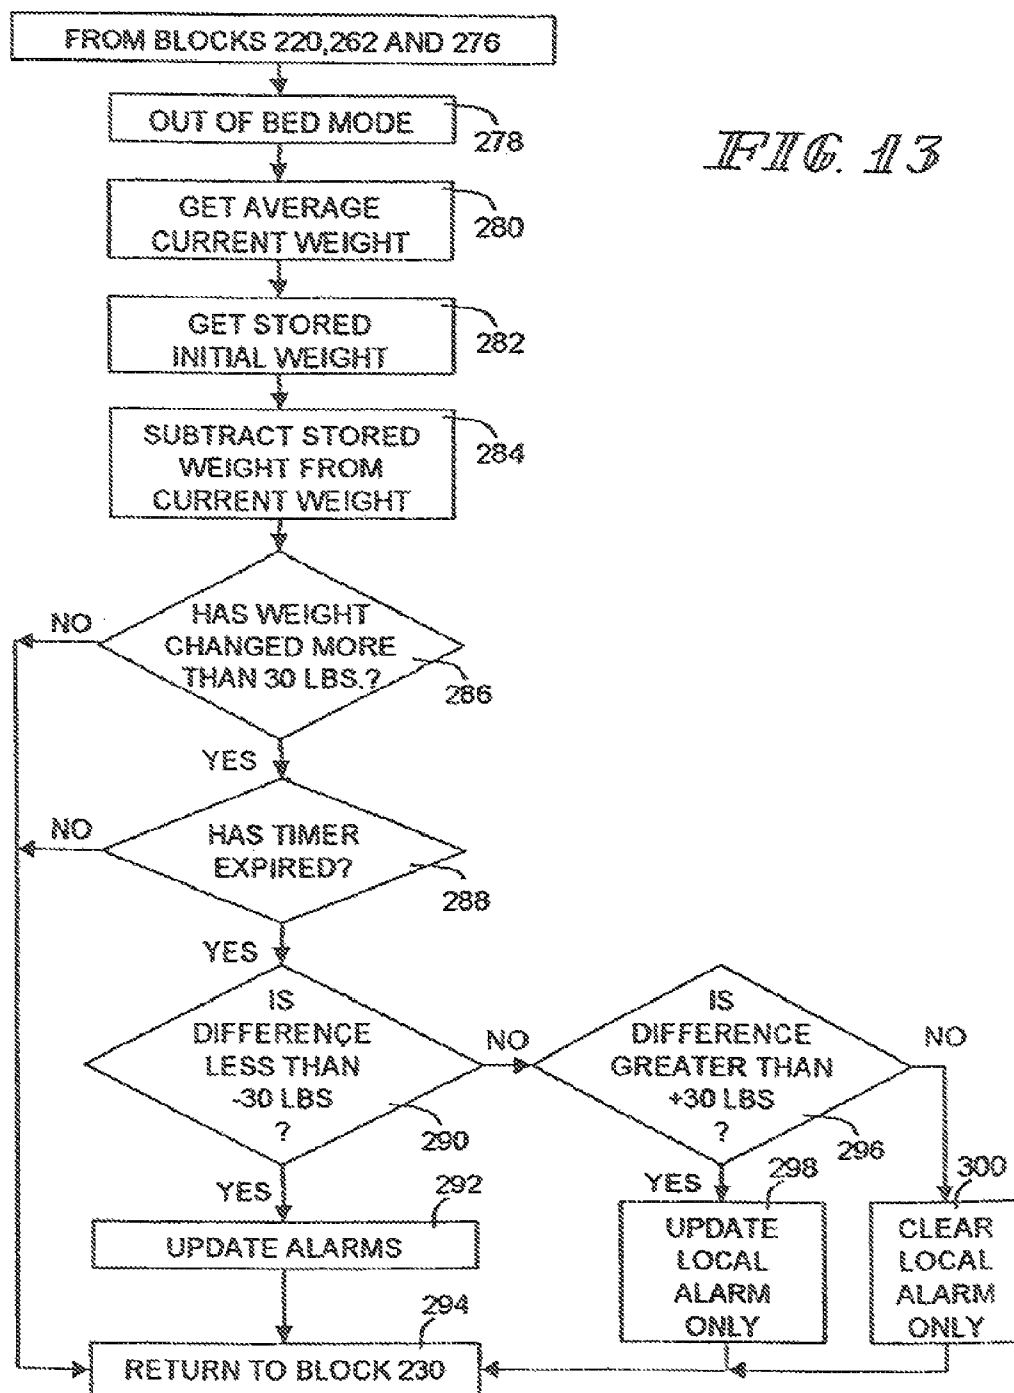 FROM BLOCKS 220,262 AND 276
OUT OF BED MODE
278
FIG. 13
GET AVERAGE
CURRENT WEIGHT
280
GET STORED
INITIAL WEIGHT
282
SUBTRACT STORED
WEIGHT FROM
CURRENT WEIGHT
284
NO
HAS WEIGHT
CHANGED MORE
THAN 30 LBS.?
286
YES
NO
HAS TIMER
EXPIRED?
288
YES
IS
DIFFERENCE
LESS THAN
-30 LBS
?
290
NO
IS
DIFFERENCE
GREATER THAN
+30 LBS
?
296
NO
YES
292
UPDATE ALARMS
YES
298
UPDATE
LOCAL
ALARM
ONLY
300
CLEAR
LOCAL
ALARM
ONLY
294
RETURN TO BLOCK 230